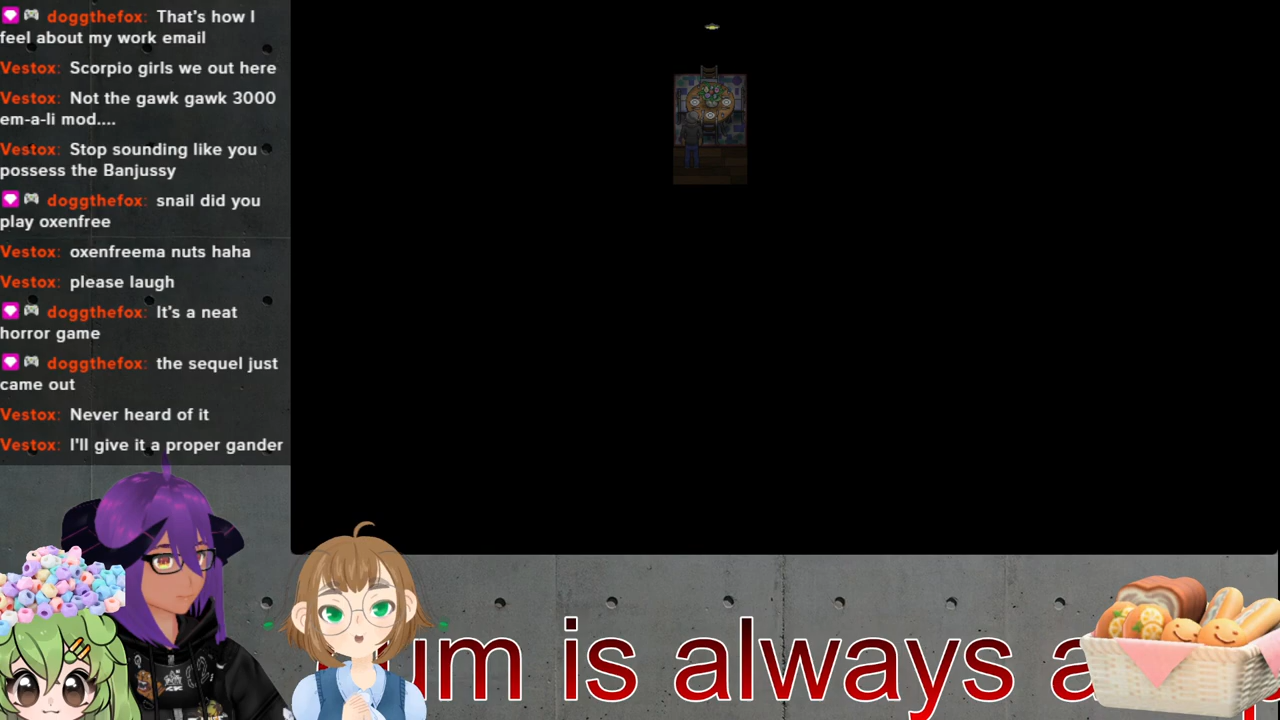 doggthefox: That's how I
feel about my work email
Vestox: Scorpio girls we out here
Vestox: Not the gawk gawk 3000
em-a-li mod....
Vestox: Stop sounding like you
possess the Banjussy
doggthefox: snail did you
play oxenfree
Vestox: oxenfreema nuts haha
Vestox: please laugh
doggthefox: It's a neat
horror game
doggthefox: the sequel just
came out
Vestox: Never heard of it
Vestox: I'll give it a proper gander
is always